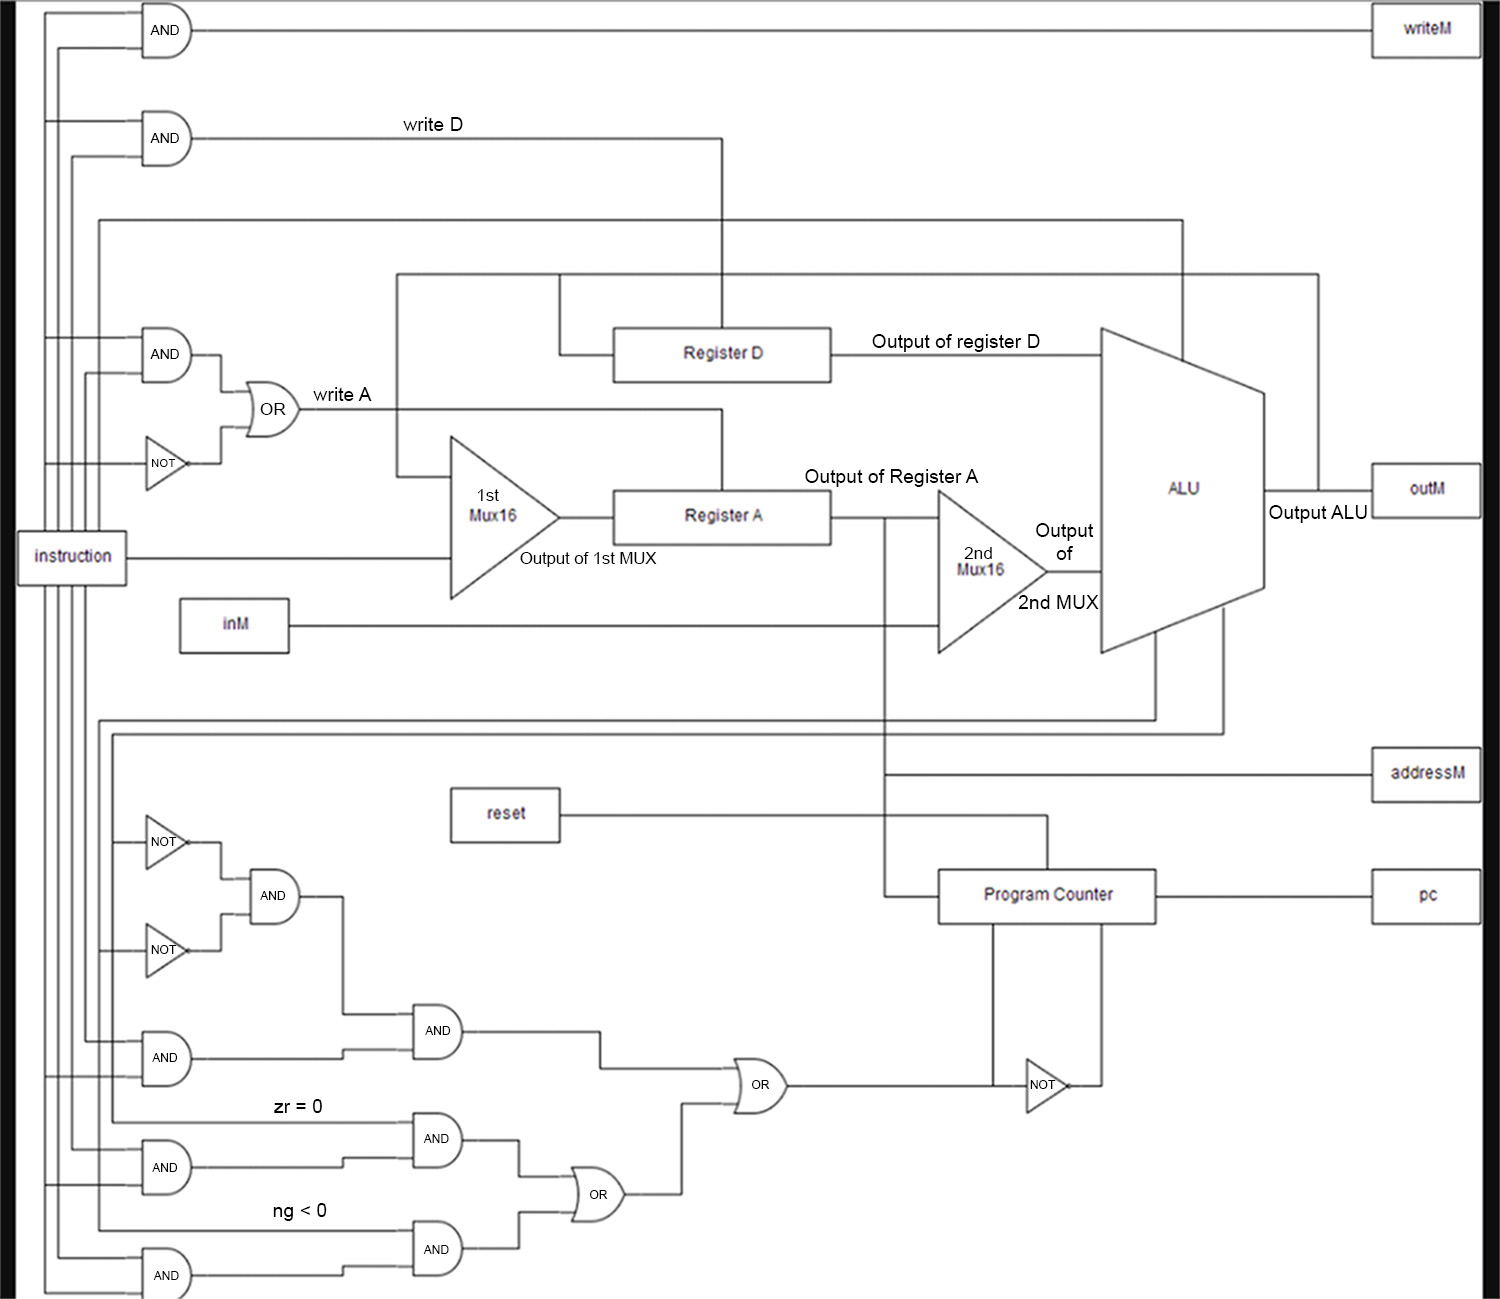 AND
writeM
AND
write D
AND
Register D
Output of register D
OR
write A
NOT
1st
Mux16
Register A
Output of Register A
ALU
outM
Output ALU
instruction
Output of 1st MUX
2nd
Mux16
Output
of
2nd MUX
inM
addressM
reset
NOT
AND
Program Counter
pc
NOT
AND
AND
OR
NOT
zr = 0
AND
AND
OR
ng < 0
AND
AND